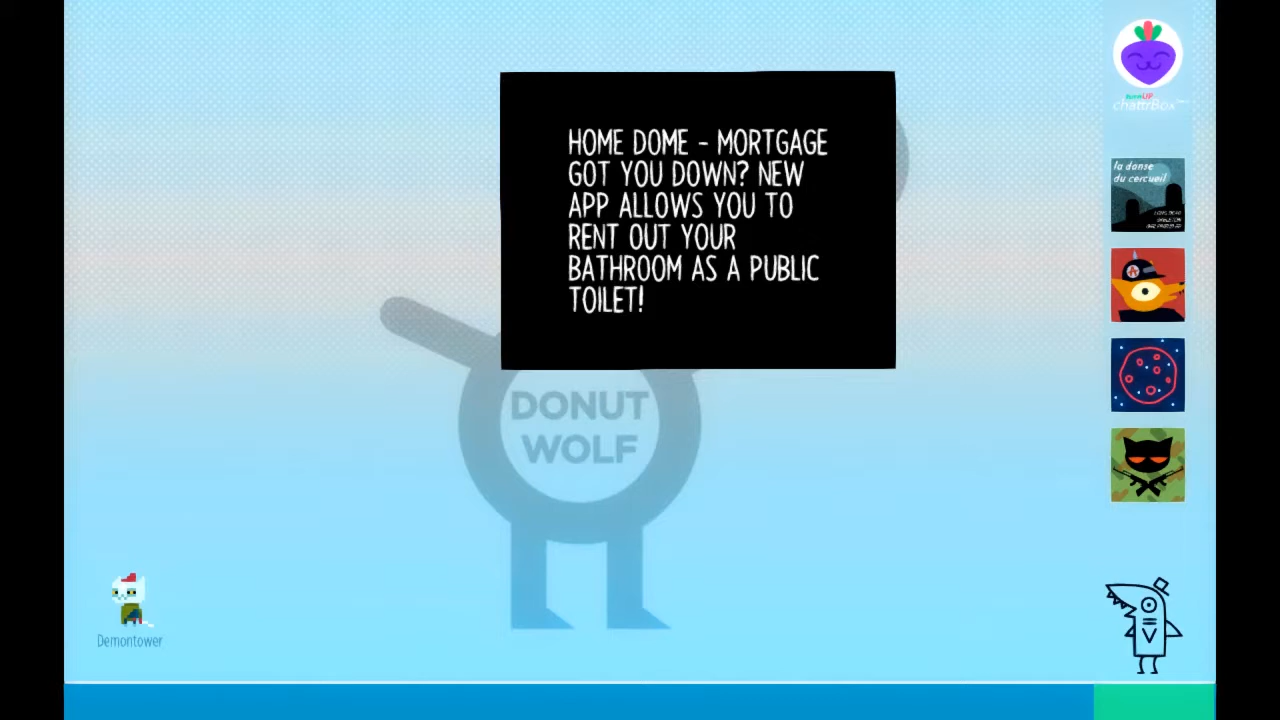 HOME DOME - MORTGAGE
GOT YOU DOWN? NEW
APP ALLOWS YOU TO
RENT OUT YOUR
BATHROOM AS A PUBLIC
TOILET!
DONUT
WOLF
chattrBox
la danse
du cercueil
Demontower